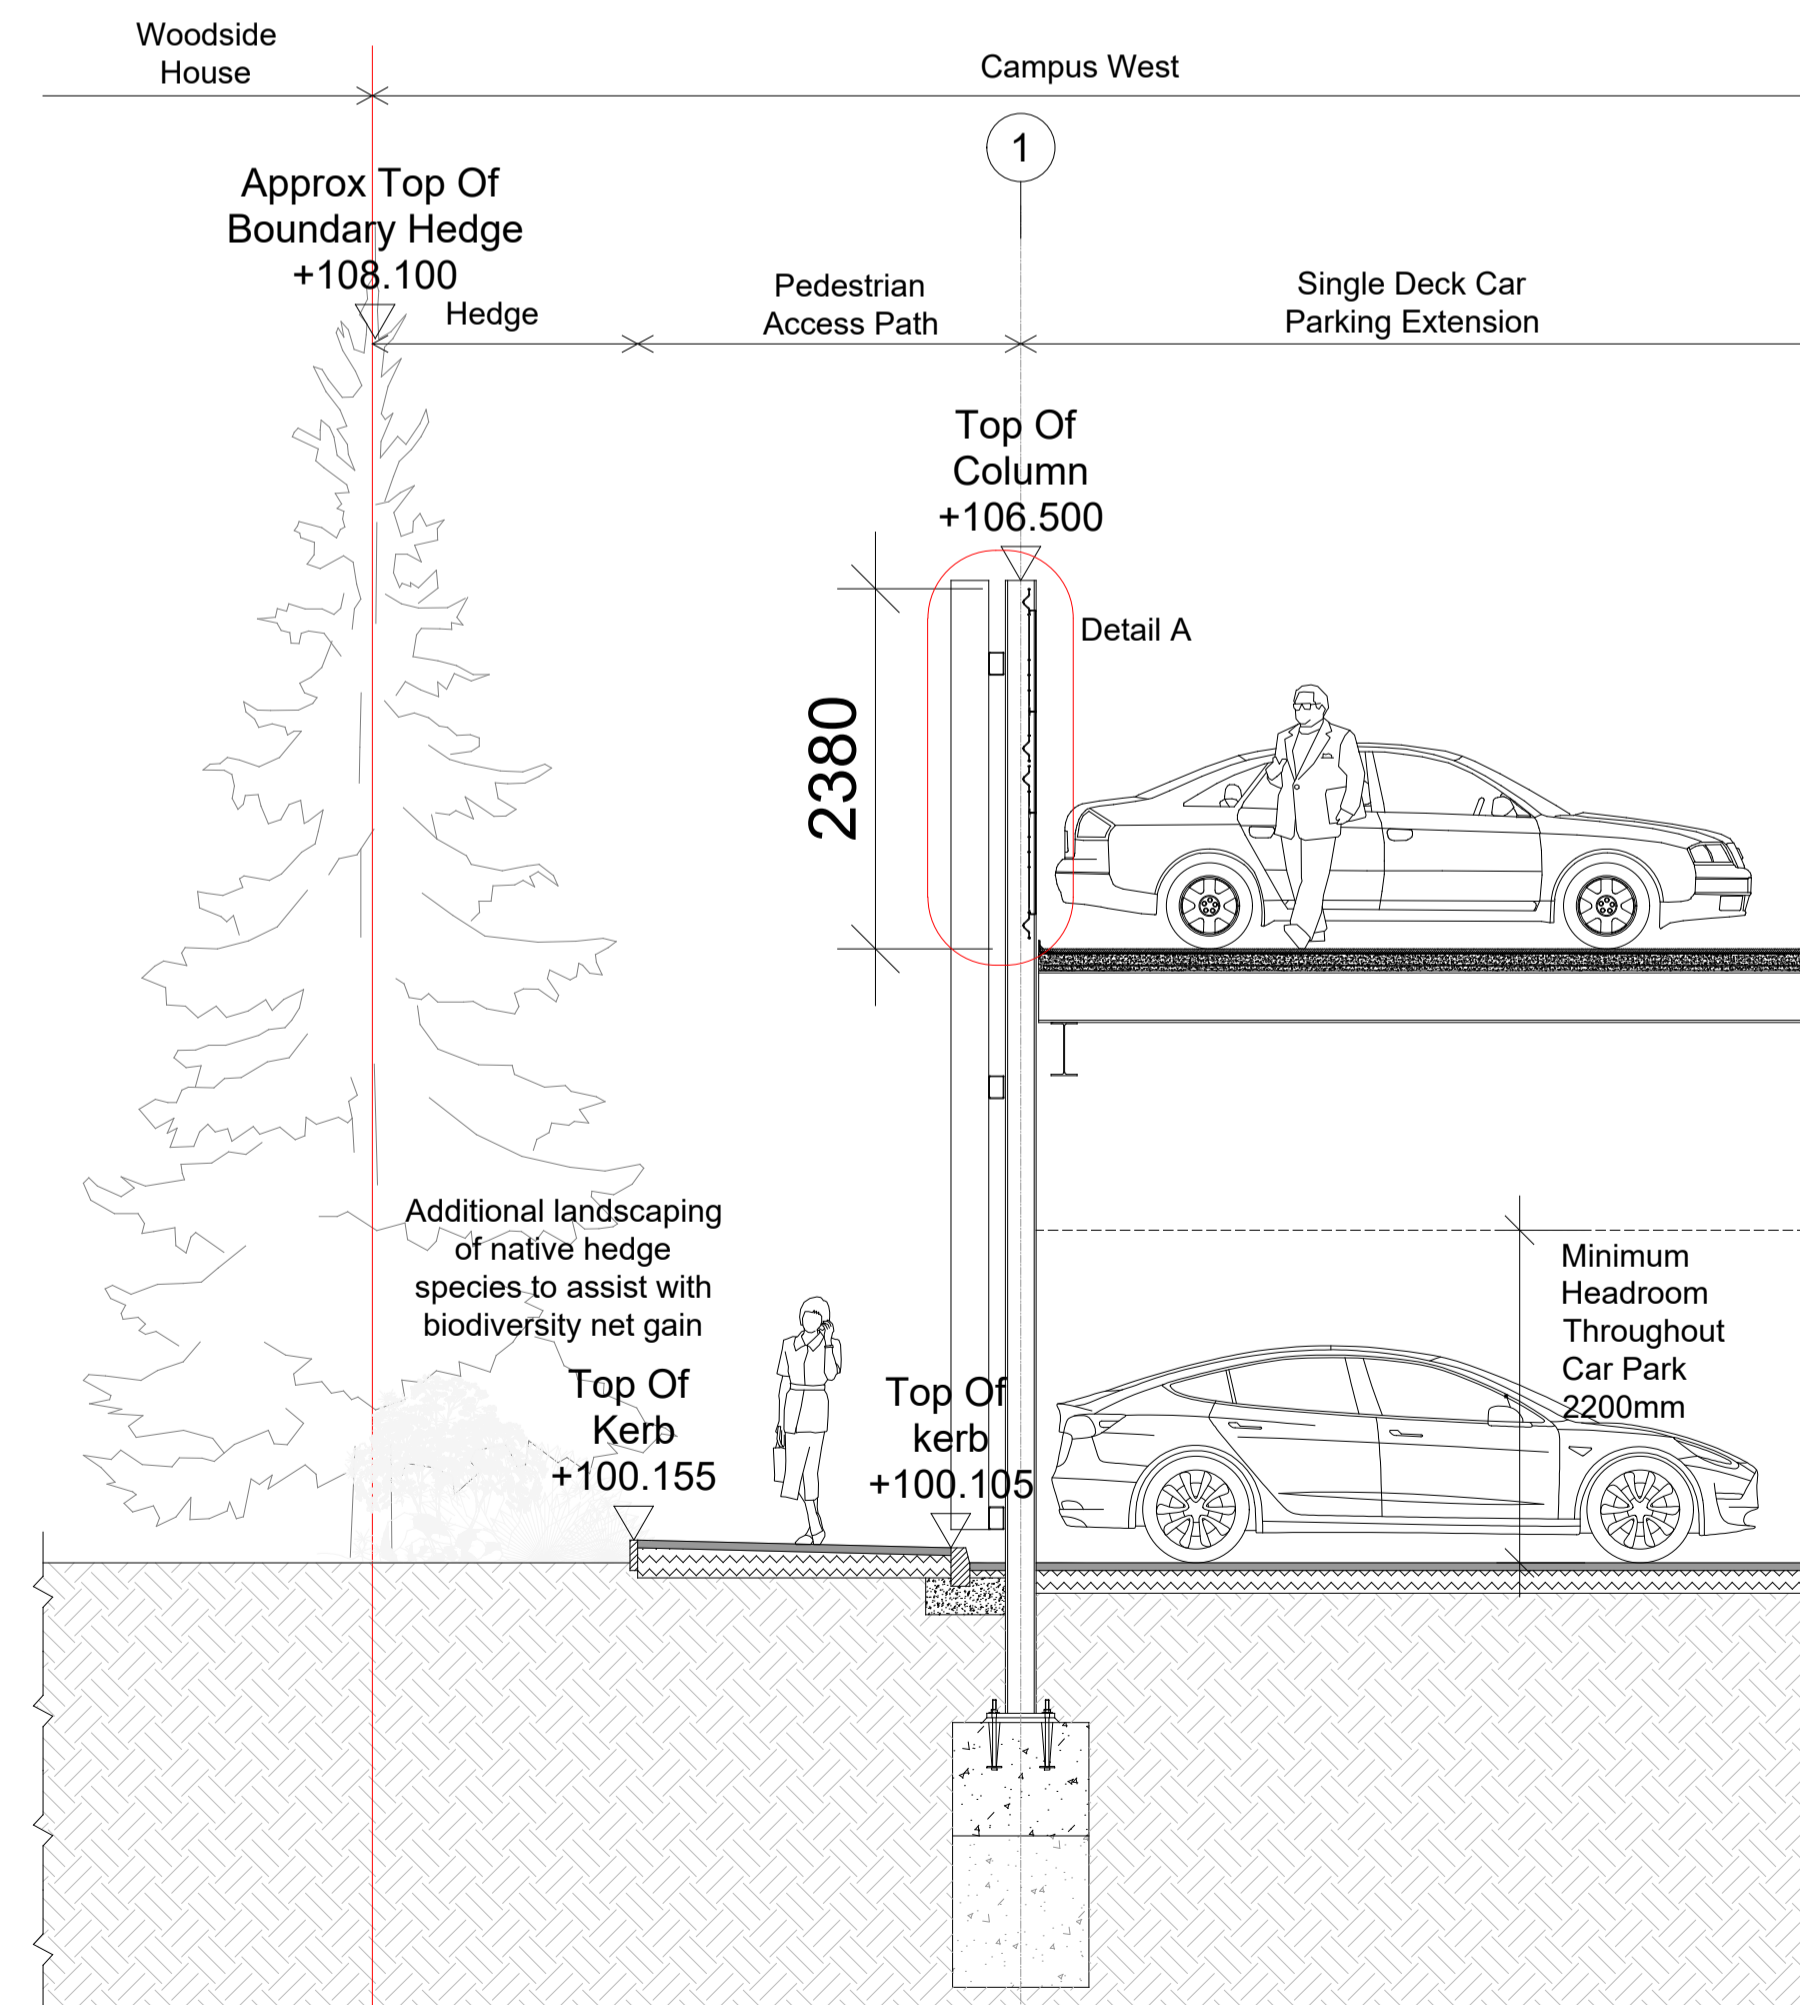 Woodside
House
Campus West
1
Approx Top Of
Boundary Hedge
+108.100
Hedge
Pedestrian
Access Path
Single Deck Car
Parking Extension
Top Of
Column
+106.500
Detail A
2380
Additional landscaping
of native hedge
species to assist with
biodiversity net gain
Top Of
Kerb
+100.155
Top Of
kerb
+100.105
Minimum
Headroom
Throughout
Car Park
2200mm